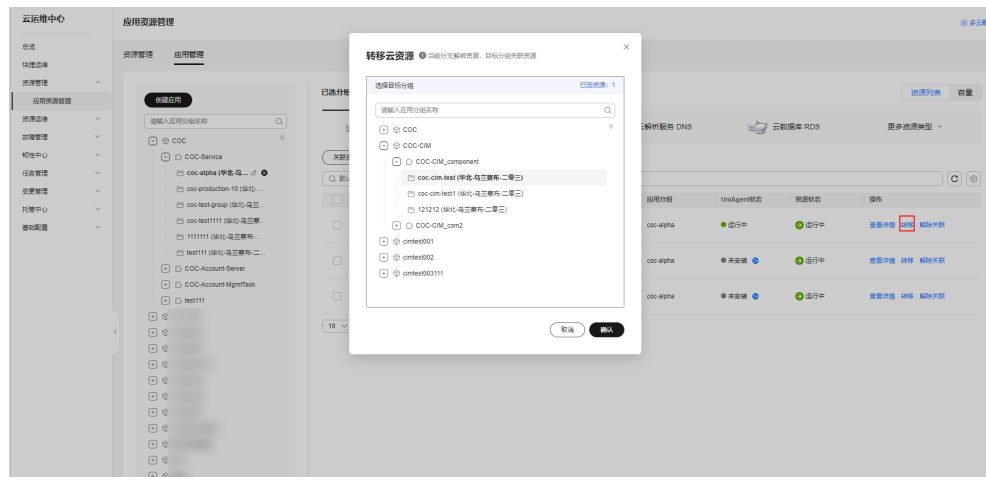 云运维中心
应用资源管理
总览
快捷运维
资源管理
应用资源管理
资源运维
故障管理
韧性中心
任务管理
变更管理
托管中心
基础配置
资源管理
应用管理
创建应用
请输入应用分组名称
COC
COC-Service
coc-alpha (华北-乌...
coc-production-10 (华北-...
coc-test-group (华北-乌兰...
coc-test1111 (华北-乌兰察...
1111111 (华北-乌兰察布-...
test111 (华北-乌兰察布-二...
COC-Account-Server
COC-Account-MgmtTask
test111
已选分组
资源列表 容量
云数据库 RDS
更多资源类型
应用分组 UniAgent状态 资源状态 操作
coc-alpha 运行中 运行中 查看详情 转移 解除关联
coc-alpha 未安装 运行中 查看详情 转移 解除关联
coc-alpha 未安装 运行中 查看详情 转移 解除关联
10
转移云资源 当前分支解绑资源，目标分组关联资源
选择目标分组
已选资源：1
请输入应用分组名称
COC
COC-CIM
COC-CIM_component
coc-cim-test (华北-乌兰察布-二零三)
coc-cim-test1 (华北-乌兰察布-二零三)
121212 (华北-乌兰察布-二零三)
COC-CIM_com2
cimtest001
cimtest002
cimtest003111
取消 确认